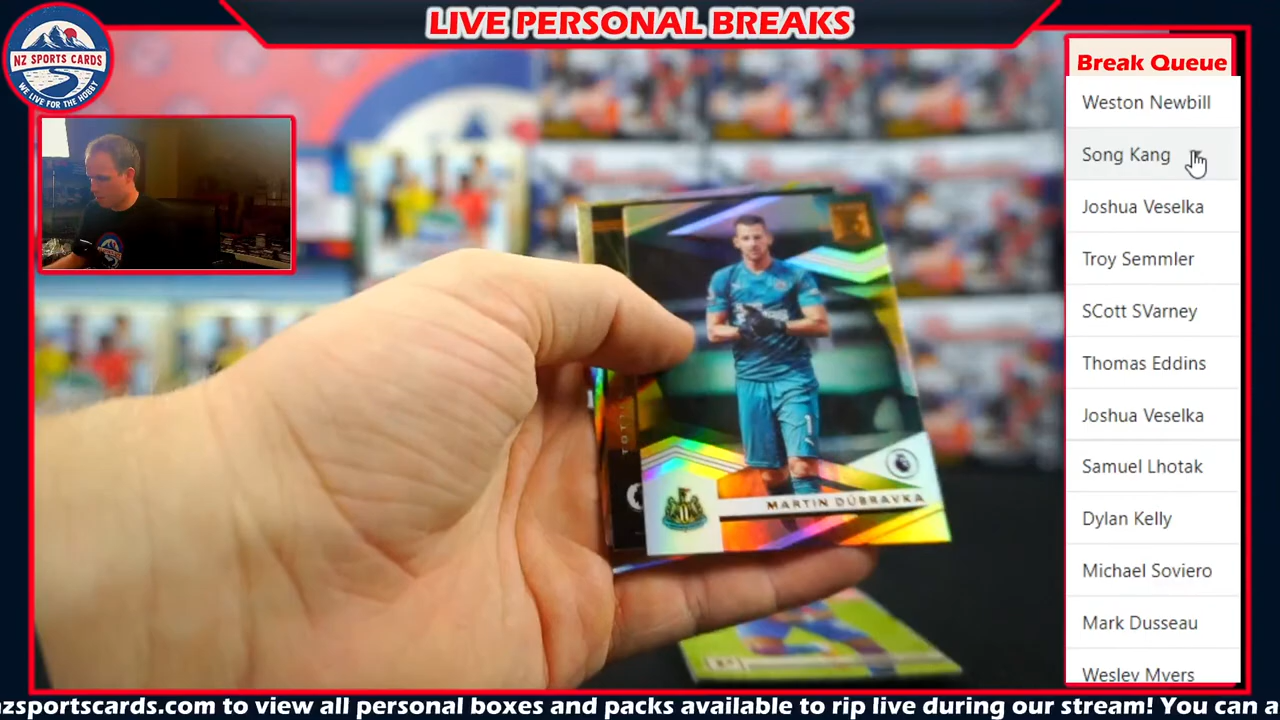 LIVE PERSONAL BREAKS
NZ SPORTS CARDS
WE LIVE FOR THE HOBBY
Break Queue
Weston Newbill
Song Kang
Joshua Veselka
Troy Semmler
SCott SVarney
Thomas Eddins
Joshua Veselka
Samuel Lhotak
Dylan Kelly
Michael Soviero
Mark Dusseau
Wesley Myers
1
MARTIN DÚBRAVKA
nzsportscards.com to view all personal boxes and packs available to rip live during our stream! You can a